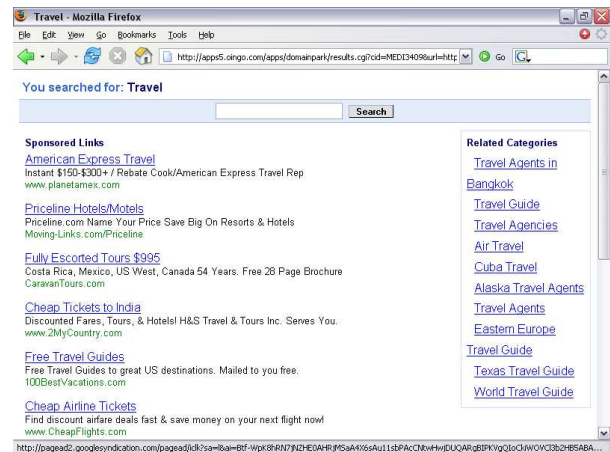 Travel - Mozilla Firefox
File Edit View Go Bookmarks Tools Help
http://apps5.oingo.com/apps/domainpark/results.cgi?cid=MEDI3409&url=http Go
You searched for: Travel
Search
Sponsored Links
American Express Travel
Instant $150-$300+ / Rebate Cook/American Express Travel Rep
www.planetamex.com
Priceline Hotels/Motels
Priceline.com Name Your Price Save Big On Resorts & Hotels
Moving-Links.com/Priceline
Fully Escorted Tours $995
Costa Rica, Mexico, US West, Canada 54 Years. Free 28 Page Brochure
CaravanTours.com
Cheap Tickets to India
Discounted Fares, Tours, & Hotels! H&S Travel & Tours Inc. Serves You.
www.2MyCountry.com
Free Travel Guides
Free Travel Guides to great US destinations. Mailed to you free.
100BestVacations.com
Cheap Airline Tickets
Find discount airfare deals fast & save money on your next flight now!
www.CheapFlights.com
Related Categories
Travel Agents in
Bangkok
Travel Guide
Travel Agencies
Air Travel
Cuba Travel
Alaska Travel Agents
Travel Agents
Eastern Europe
Travel Guide
Texas Travel Guide
World Travel Guide